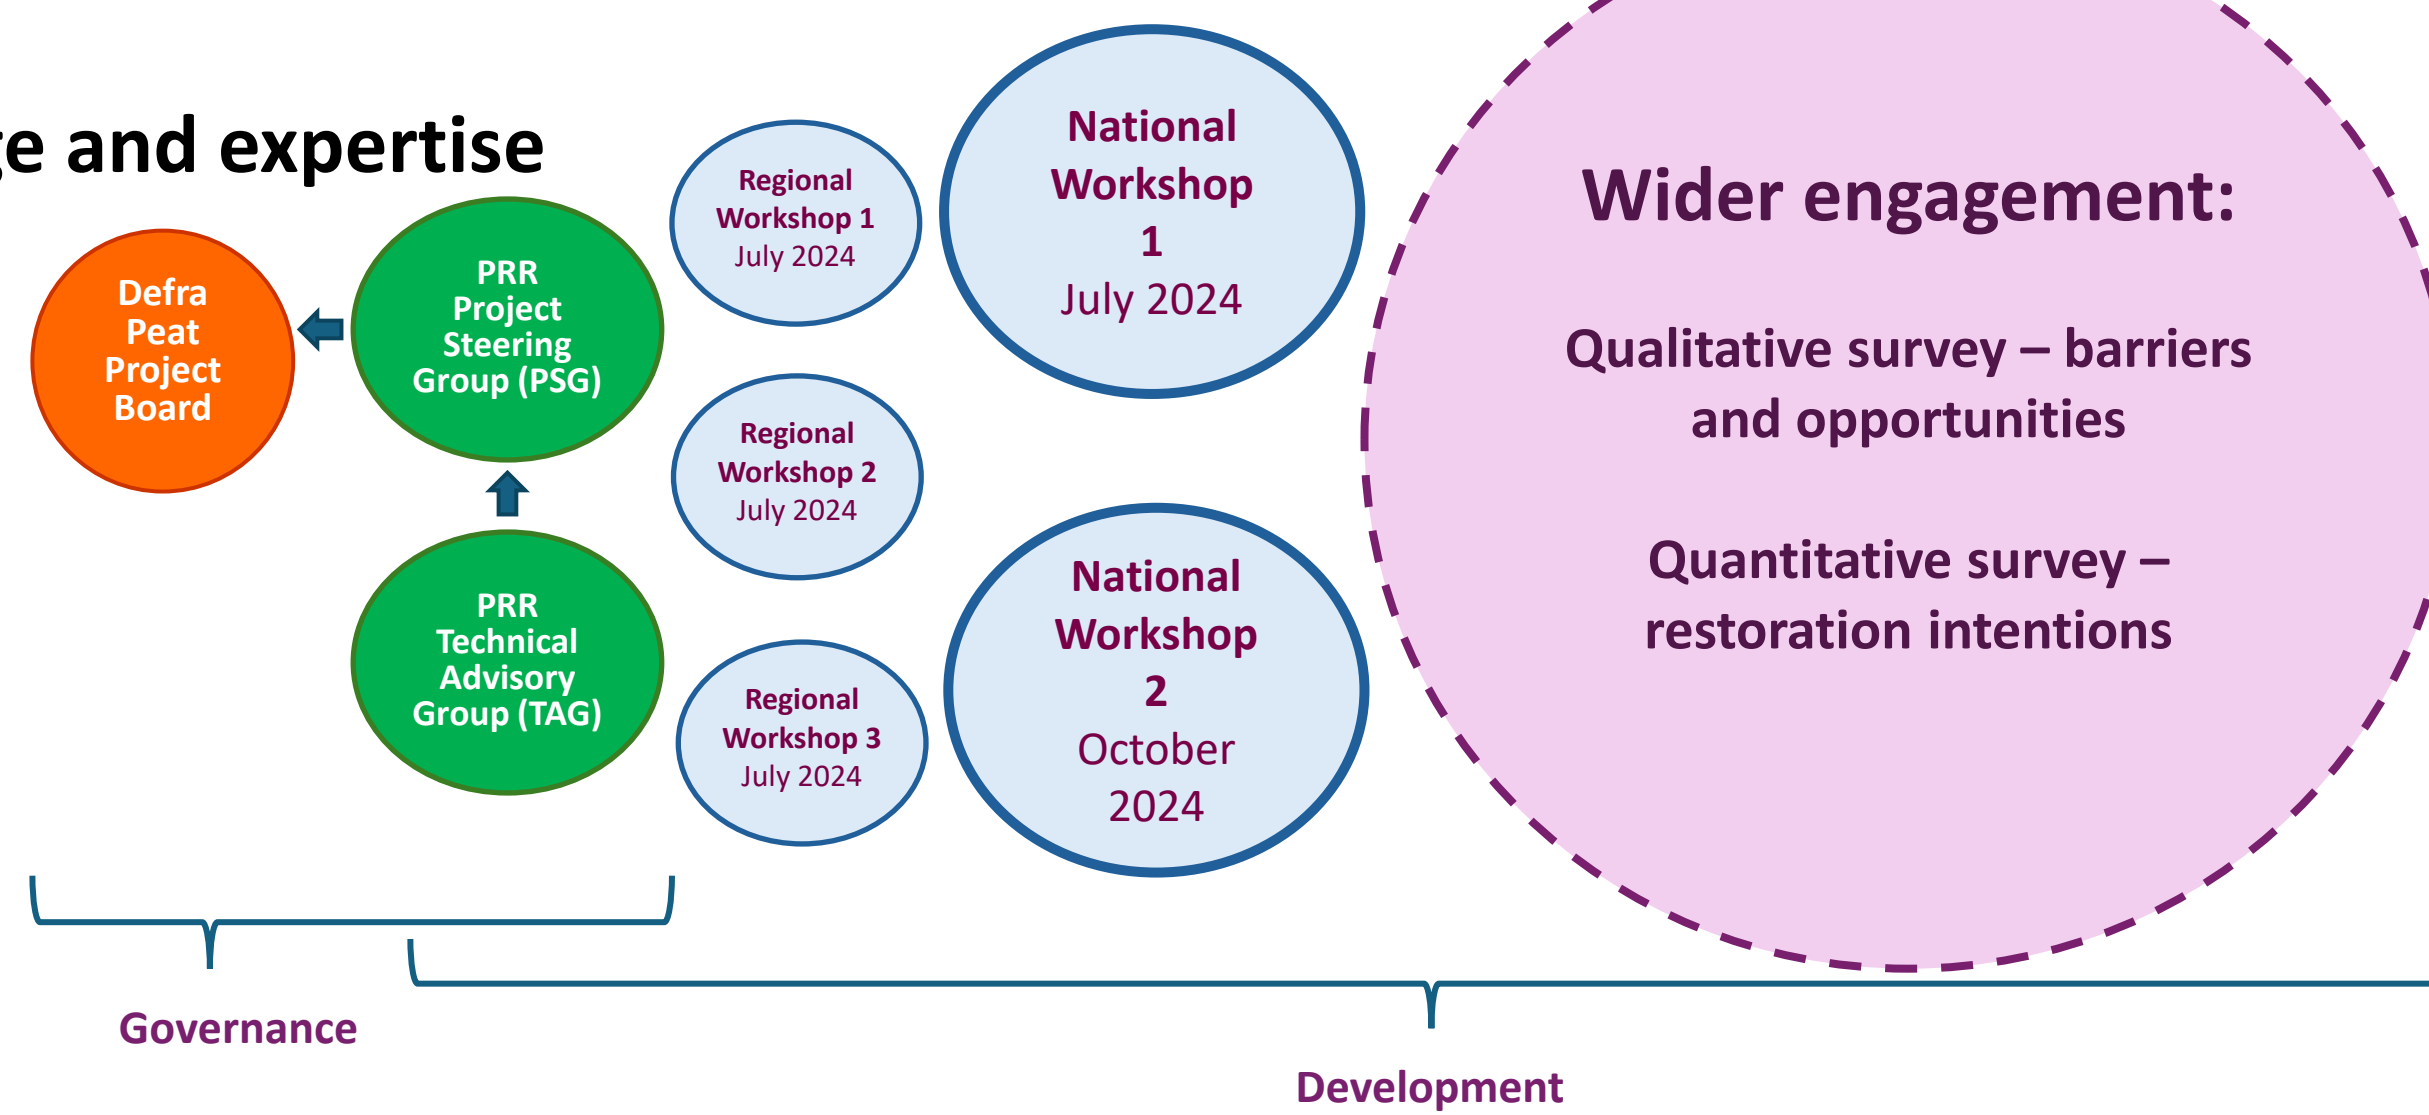 and expertise
Defra
Peat
Project
Board
PRR
Project
Steering
Group (PSG)
PRR
Technical
Advisory
Group (TAG)
Regional
Workshop 1
July 2024
Regional
Workshop 2
July 2024
Regional
Workshop 3
July 2024
National
Workshop
1
July 2024
National
Workshop
2
October
2024
Wider engagement:
Qualitative survey – barriers
and opportunities
Quantitative survey –
restoration intentions
Governance
Development